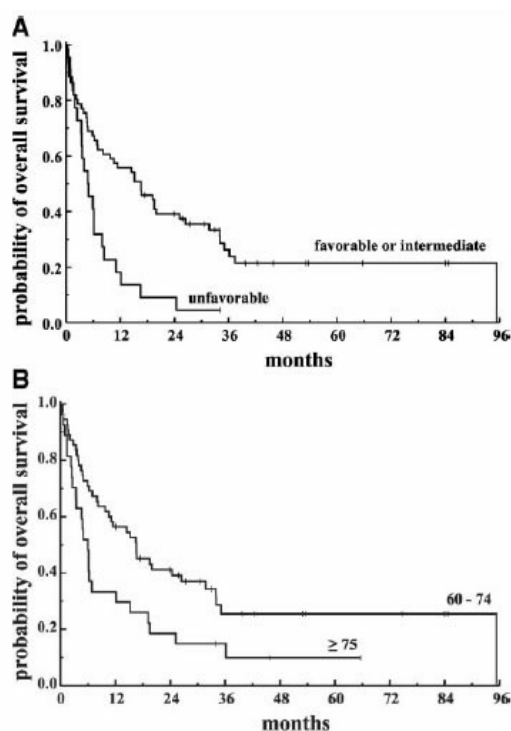 A
probability of overall survival
1.0
0.8
0.6
0.4
0.2
0.0
favorable or intermediate
unfavorable
0 12 24 36 48 60 72 84 96
months
B
probability of overall survival
1.0
0.8
0.6
0.4
0.2
0.0
60 - 74
≥ 75
0 12 24 36 48 60 72 84 96
months